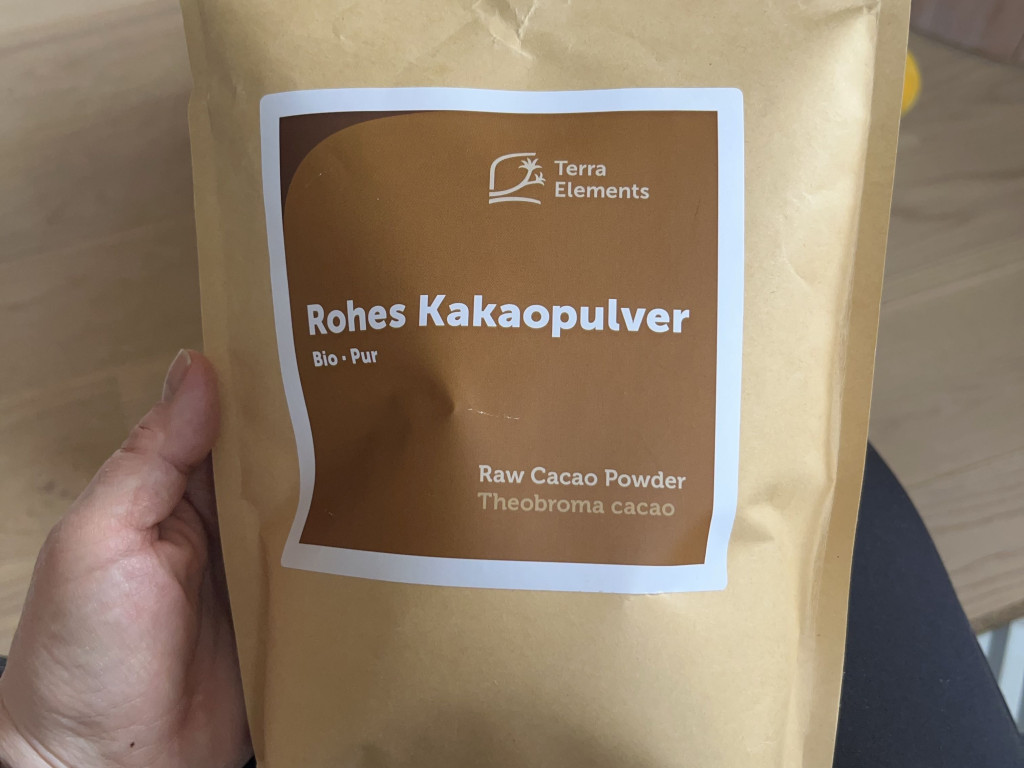 Terra
Elements
Rohes Kakaopulver
Bio · Pur
Raw Cacao Powder
Theobroma cacao